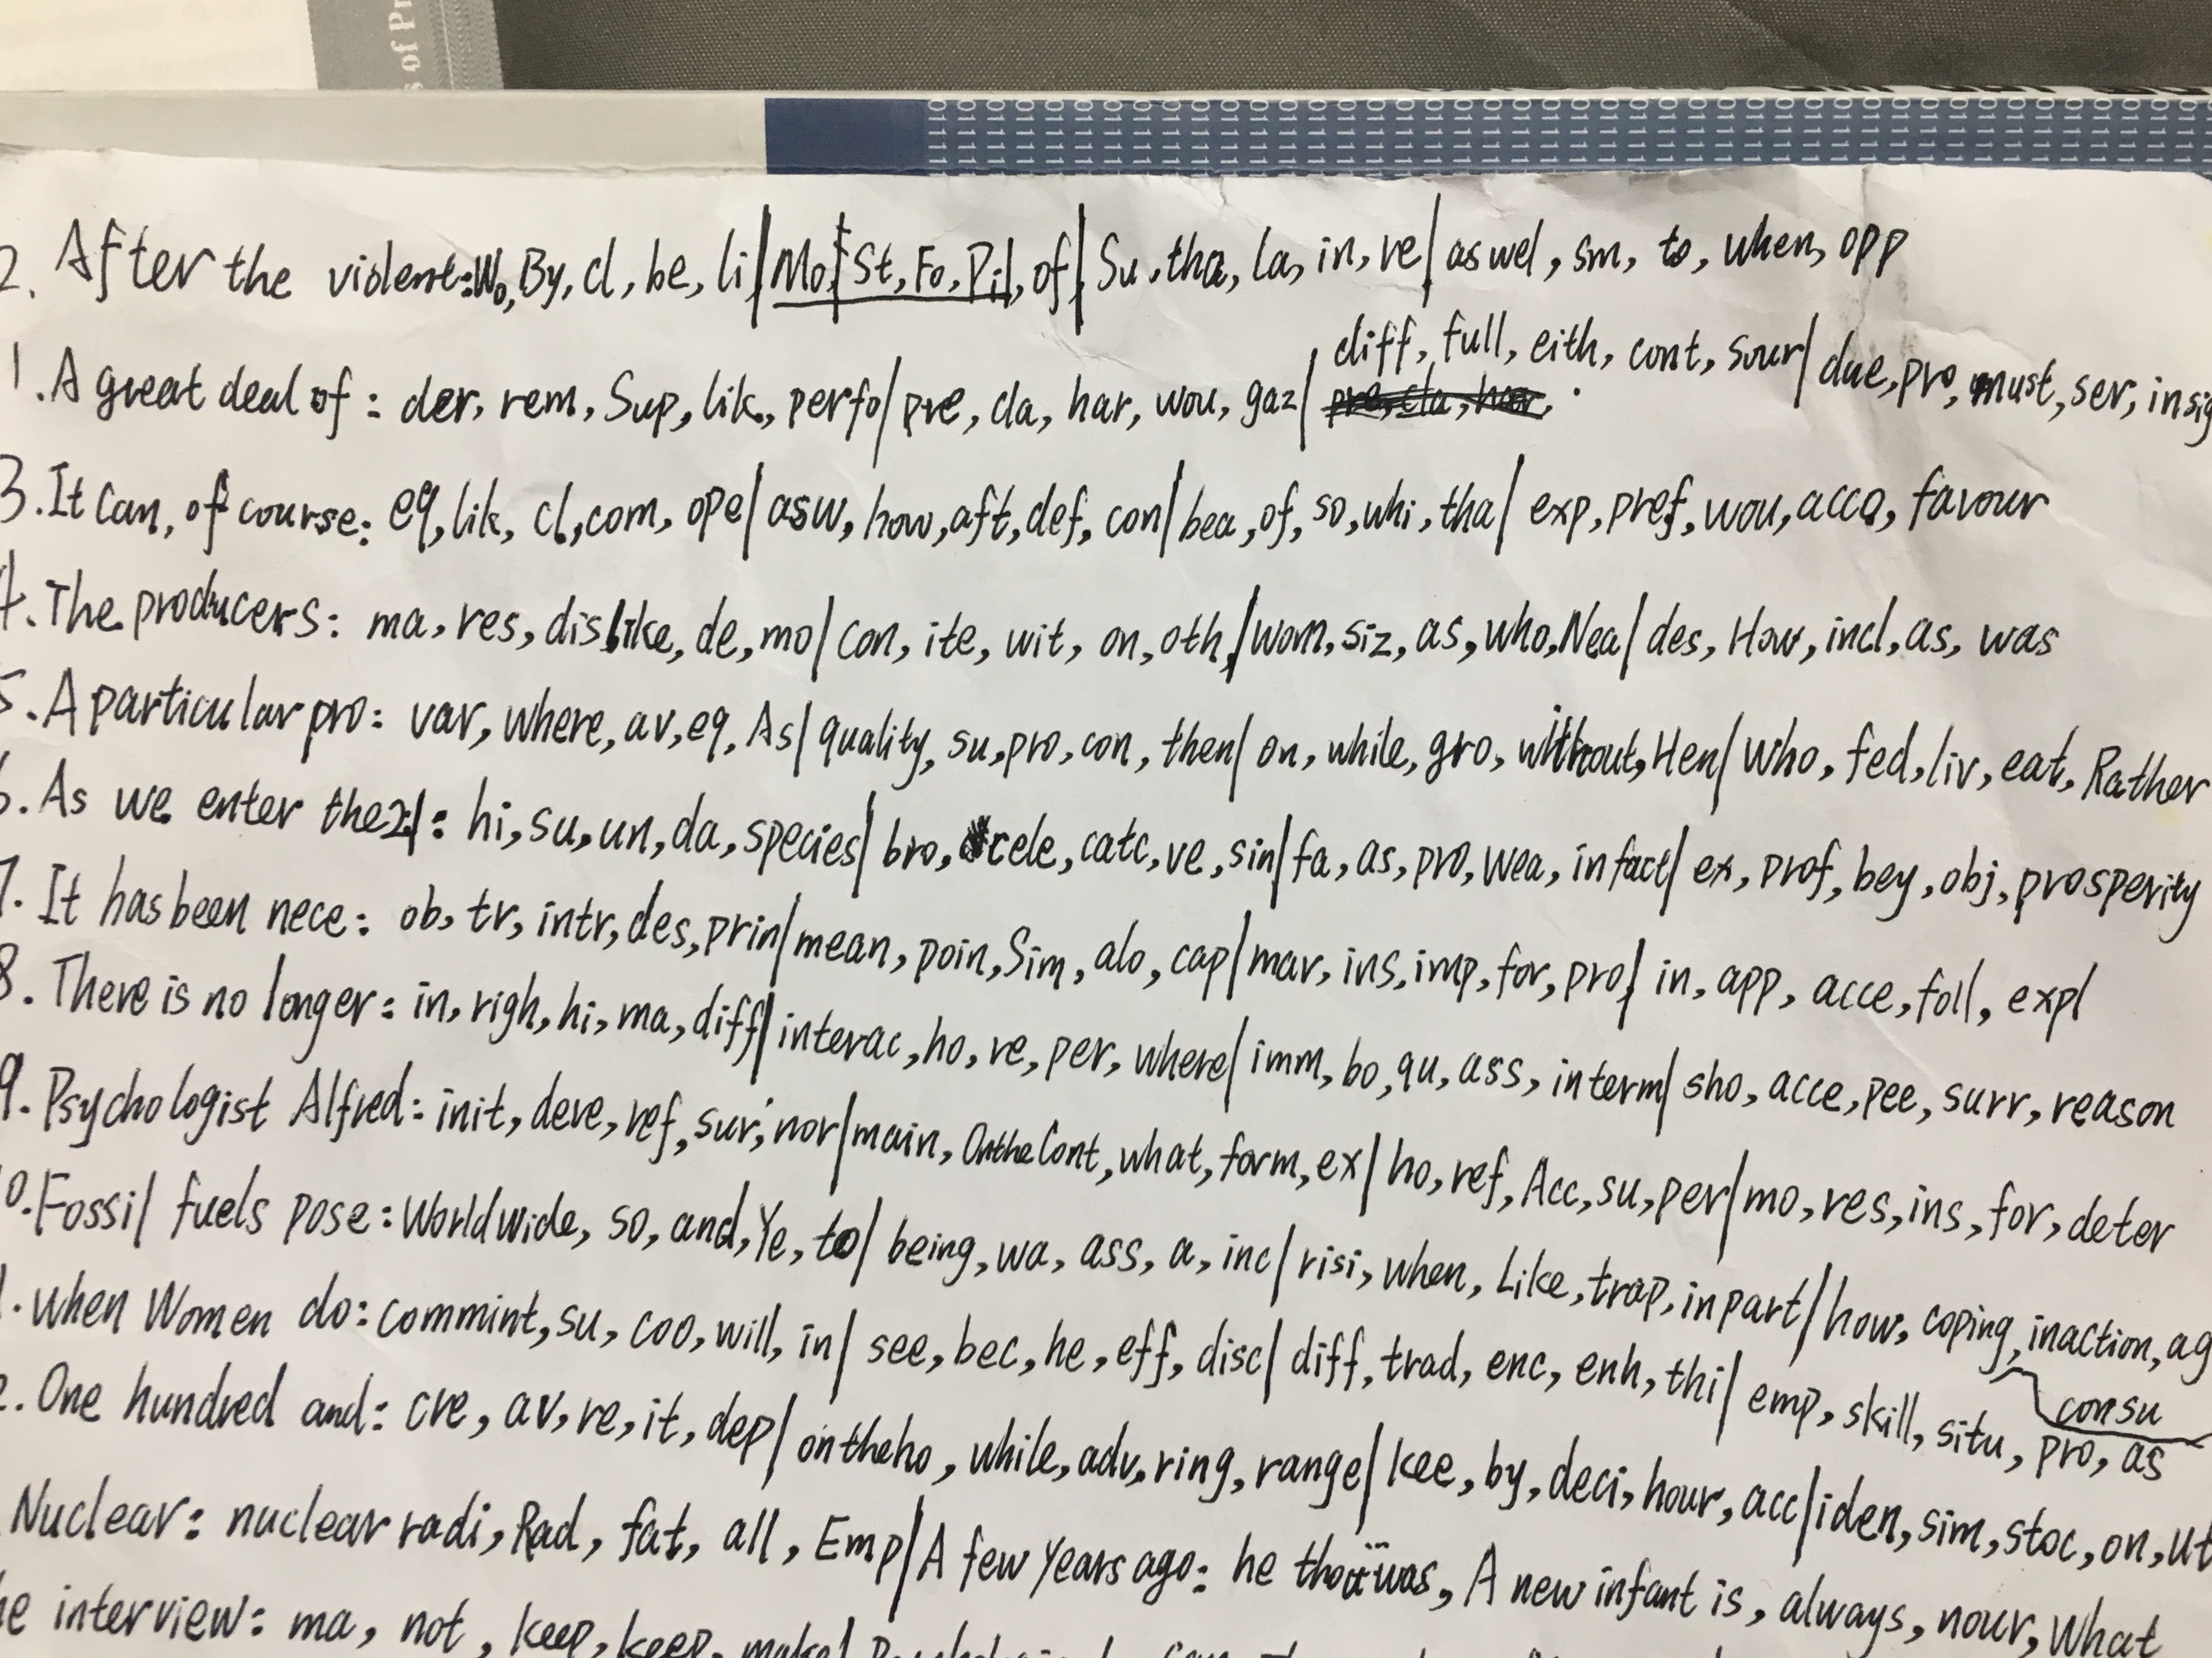 s of Pr
2. After the violent: Wo, By, cl, be, li/ Mo, St, Fo, Pil, of/ Su, tha, la, in, re/ aswel, sm, to, when, opp
diff, full, eith, cont, sour/ due, pro, must, ser, insig
1. A great deal of: der, rem, Sup, lik, perfo/ pre, cla, har, wou, gaz/ pre, cla, har,
3. It can, of course: eq, lik, cl, com, ope/ asw, how, aft, def, con/ bea, of, so, whi, tha/ exp, pref, wou, acco, favour
4. The producers: ma, res, dislike, de, mo/ con, ite, wit, on, oth,/ wom, siz, as, who, Nea/ des, How, incl, as, was
5. A particular pro: var, where, av, eq, As/ quality, su, pro, con, then/ on, while, gro, without, Hen/ Who, fed, liv, eat, Rather
6. As we enter the 21: hi, su, un, da, species/ bro, cele, catc, ve, sin/ fa, as, pro, wea, in fact/ ex, prof, bey, obj, prosperity
7. It has been nece: ob, tr, intr, des, prin/ mean, poin, Sim, alo, cap/ mar, ins, imp, for, pro/ in, app, acce, foll, expl
8. There is no longer: in, righ, hi, ma, diff/ interac, ho, re, per, where/ imm, bo, qu, ass, interm/ sho, acce, pee, surr, reason
9. Psychologist Alfred: init, deve, ref, sur, nor/ main, On the Cont, what, form, ex/ ho, ref, Acc, su, per/ mo, res, ins, for, deter
0. Fossil fuels pose: Worldwide, so, and, Ye, to/ being, wa, ass, a, inc/ risi, when, Like, trap, in part/ how, coping, inaction, ag
consu
1. when Women do: commint, su, coo, will, in/ see, bec, he, eff, disc/ diff, trad, enc, enh, thi/ emp, skill, situ, pro, as
2. One hundred and: cre, av, re, it, dep/ on the ho, while, adv, ring, range/ kee, by, deci, hour, acc/ iden, sim, stoc, on, ut
Nuclear: nuclear radi, Rad, fat, all, Emp/ A few Years ago: he was, A new infant is, always, nour, What
he interview: ma, not, keep, keep, make/